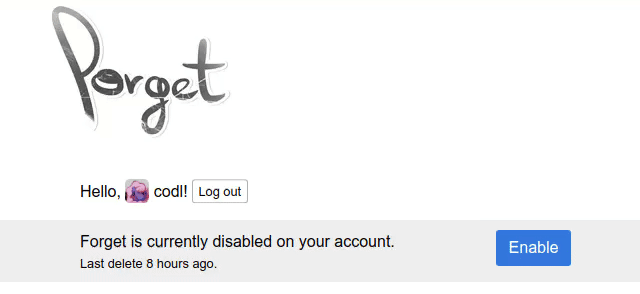 Forget
Hello, codl! Log out
Forget is currently disabled on your account.
Enable
Last delete 8 hours ago.